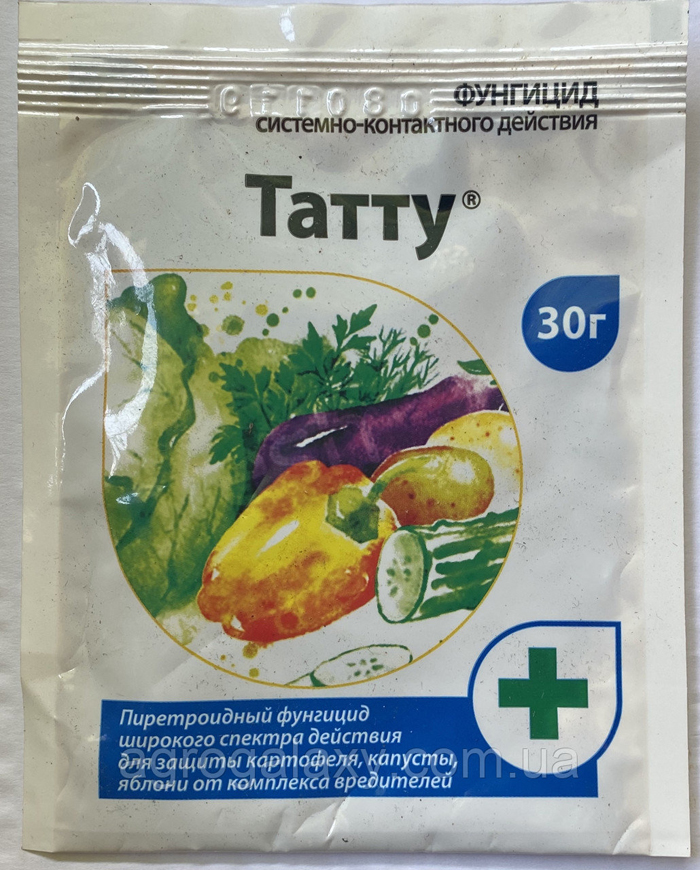 ФУНГИЦИД
СИСТЕМНО-КОНТАКТНОГО ДЕЙСТВИЯ
Татту®
30г
Пиретроидный фунгицид
широкого спектра действия
для защиты картофеля, капусты,
яблони от комплекса вредителей
agrogalaxy.com.ua